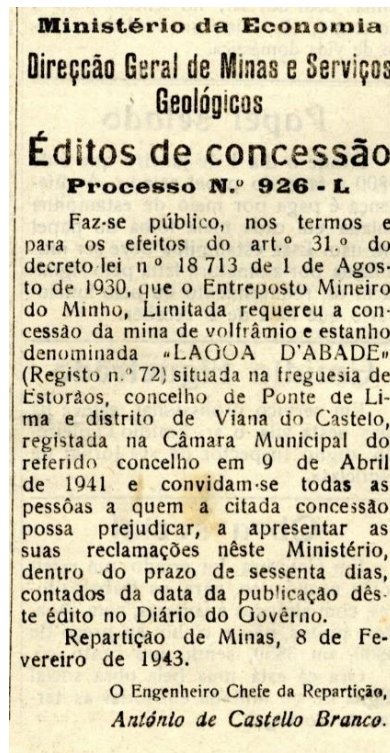 Ministério da Economia
Direcção Geral de Minas e Serviços
Geológicos
Éditos de concessão
Processo N.º 926 - L
Faz-se público, nos termos e
para os efeitos do art.º 31.º do
decreto lei nº 18 713 de 1 de Agos-
to de 1930, que o Entreposto Mineiro
do Minho, Limitada requereu a con-
cessão da mina de volfrâmio e estanho
denominada «LAGOA D'ABADE»
(Registo n.º 72) situada na freguesia de
Estorãos, concelho de Ponte de Li-
ma e distrito de Viana do Castelo,
registada na Câmara Municipal do
referido concelho em 9 de Abril
de 1941 e convidam-se todas as
pessôas a quem a citada concessão
possa prejudicar, a apresentar as
suas reclamações nêste Ministério,
dentro do prazo de sessenta dias,
contados da data da publicação dês-
te édito no Diário do Govêrno.
Repartição de Minas, 8 de Fe-
vereiro de 1943.
O Engenheiro Chefe da Repartição,
António de Castello Branco.